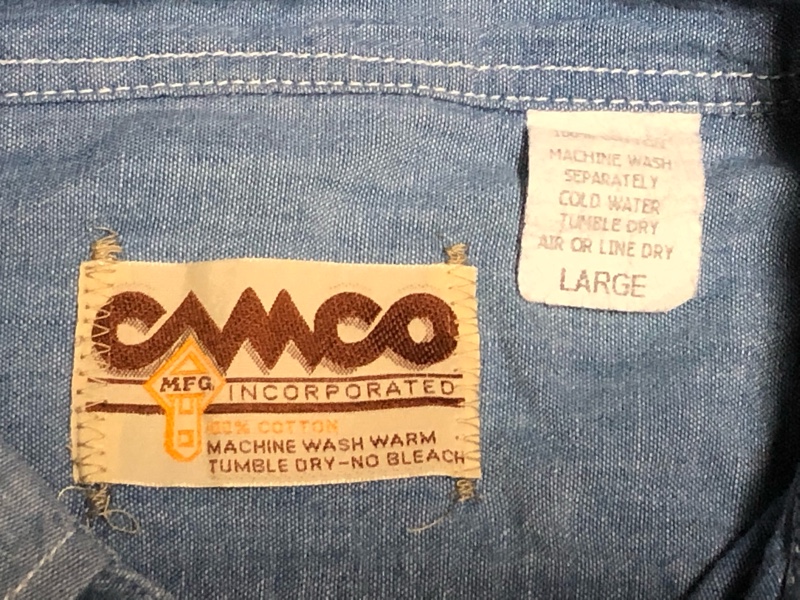 CAMCO
MFG INCORPORATED
COTTON
MACHINE WASH WARM
TUMBLE DRY-NO BLEACH
100% COTTON
MACHINE WASH
SEPARATELY
COLD WATER
TUMBLE DRY
AIR OR LINE DRY
LARGE